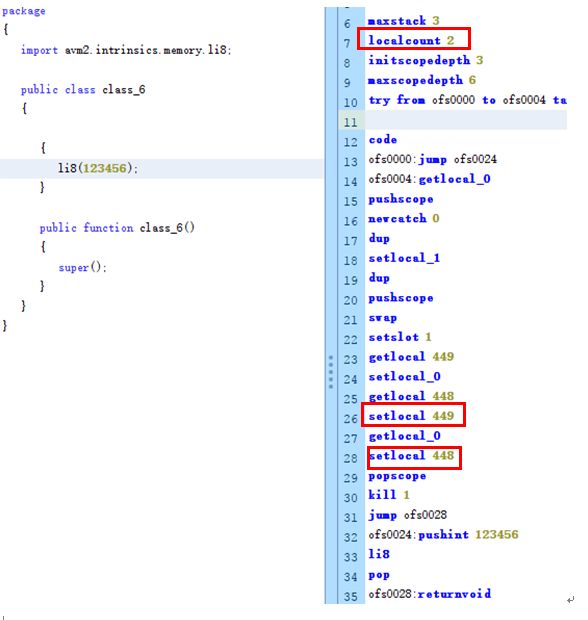 package
{
import avm2.intrinsics.memory.li8;
public class class_6
{
{
li8(123456);
}
public function class_6()
{
super();
}
}
}
6 maxstack 3
7 localcount 2
8 initscopedepth 3
9 maxscopedepth 6
10 try from ofs0000 to ofs0004 ta
11
12 code
13 ofs0000:jump ofs0024
14 ofs0004:getlocal_0
15 pushscope
16 newcatch 0
17 dup
18 setlocal_1
19 dup
20 pushscope
21 swap
22 setslot 1
23 getlocal 449
24 setlocal_0
25 getlocal 448
26 setlocal 449
27 getlocal_0
28 setlocal 448
29 popscope
30 kill 1
31 jump ofs0028
32 ofs0024:pushint 123456
33 li8
34 pop
35 ofs0028:returnvoid